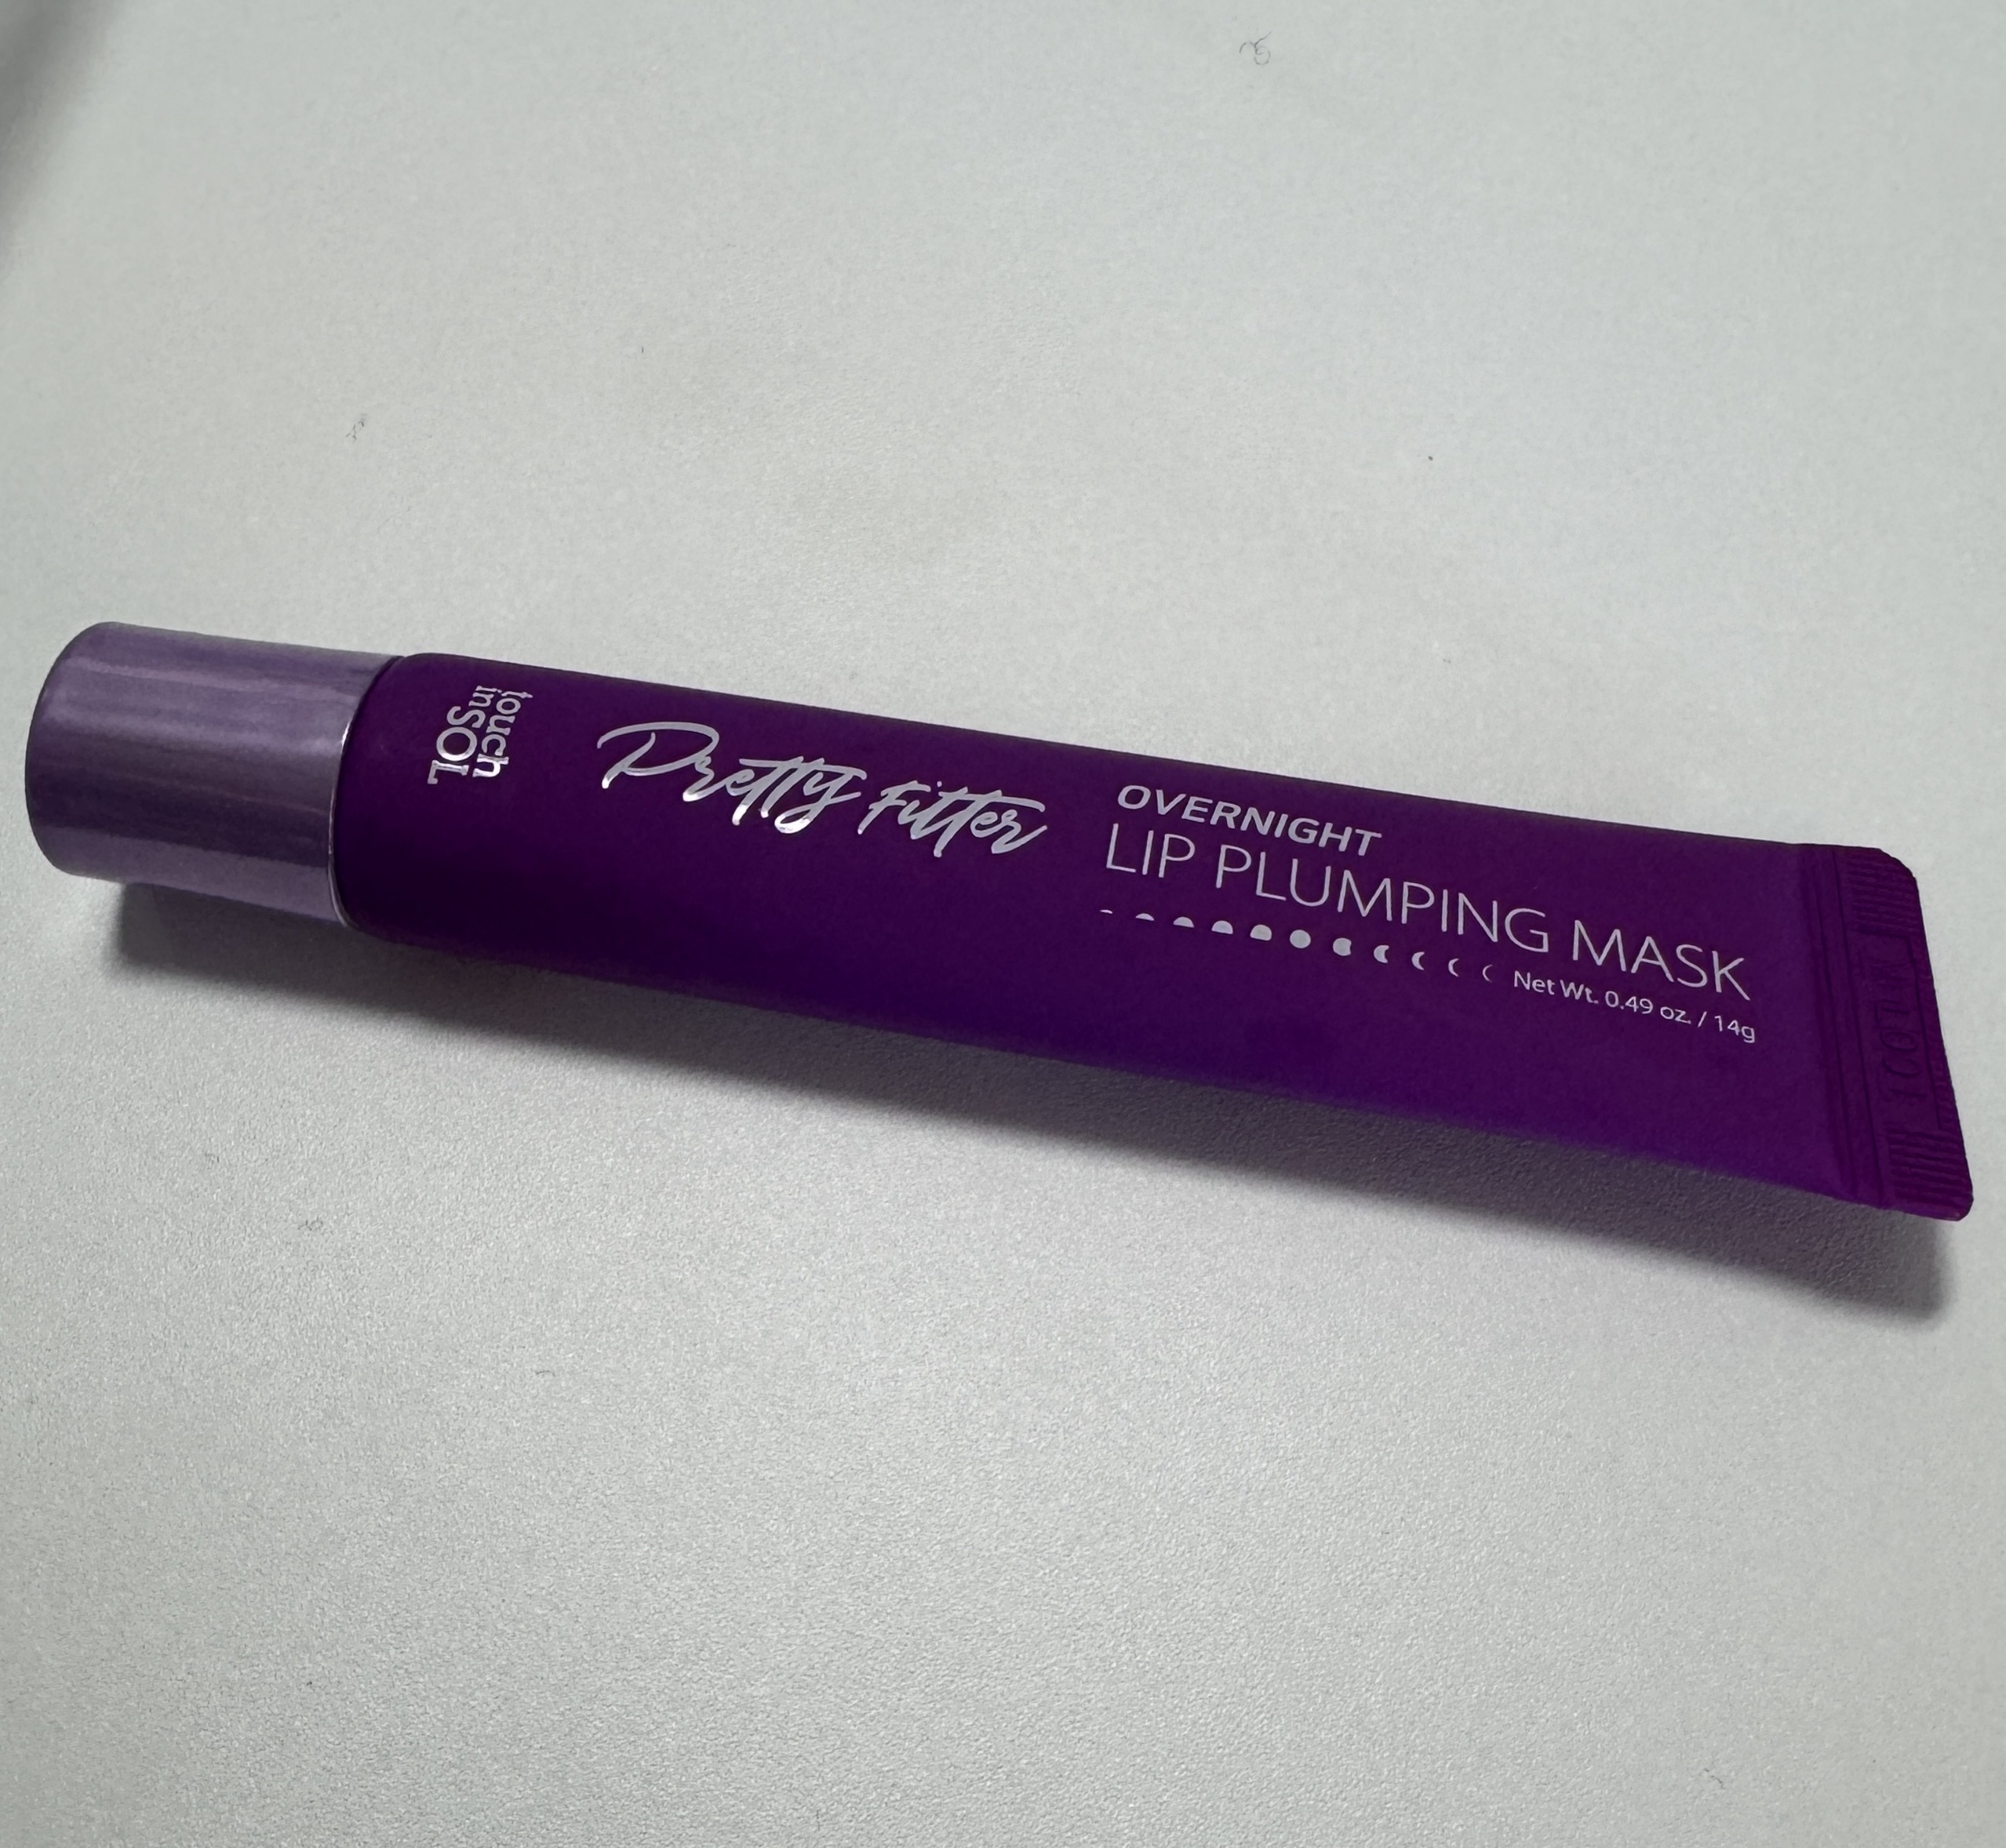 touch
in SOL
Pretty Filter
OVERNIGHT
LIP PLUMPING MASK
Net Wt. 0.49 oz. / 14g